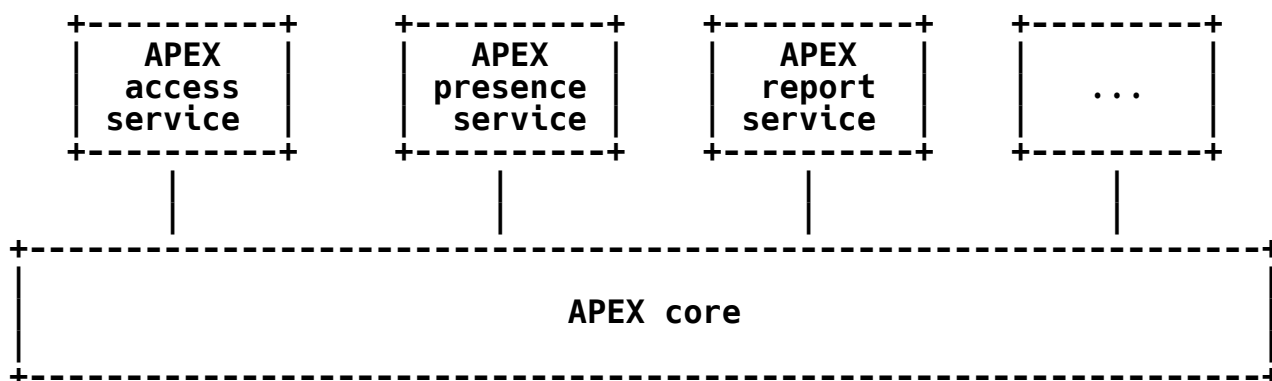 +----------+ +----------+ +----------+ +---------+
| APEX | | APEX | | APEX | | |
| access | | presence | | report | | ... |
| service | | service | | service | | |
+----------+ +----------+ +----------+ +---------+
| | | |
| | | |
+----------------------------------------------------------------+
| |
| APEX core |
| |
+----------------------------------------------------------------+